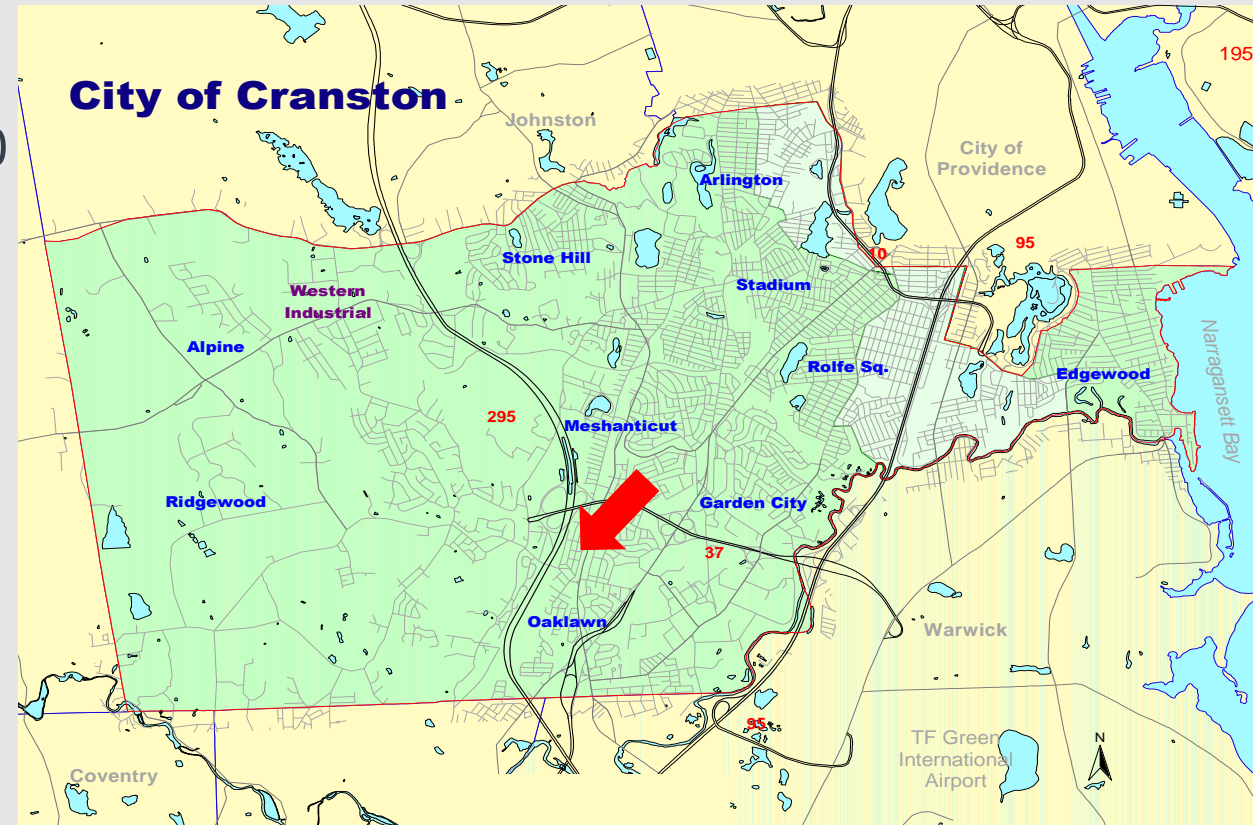 City of Cranston
195
Johnston
)
City of
Providence
Arlington
10
95
Stone Hill
Stadium
Western
Industrial
Alpine
Rolfe Sq.
Edgewood
Narragansett Bay
295
Meshanticut
Ridgewood
Garden City
37
Oaklawn
Warwick
95
TF Green
International
Airport
N
Coventry